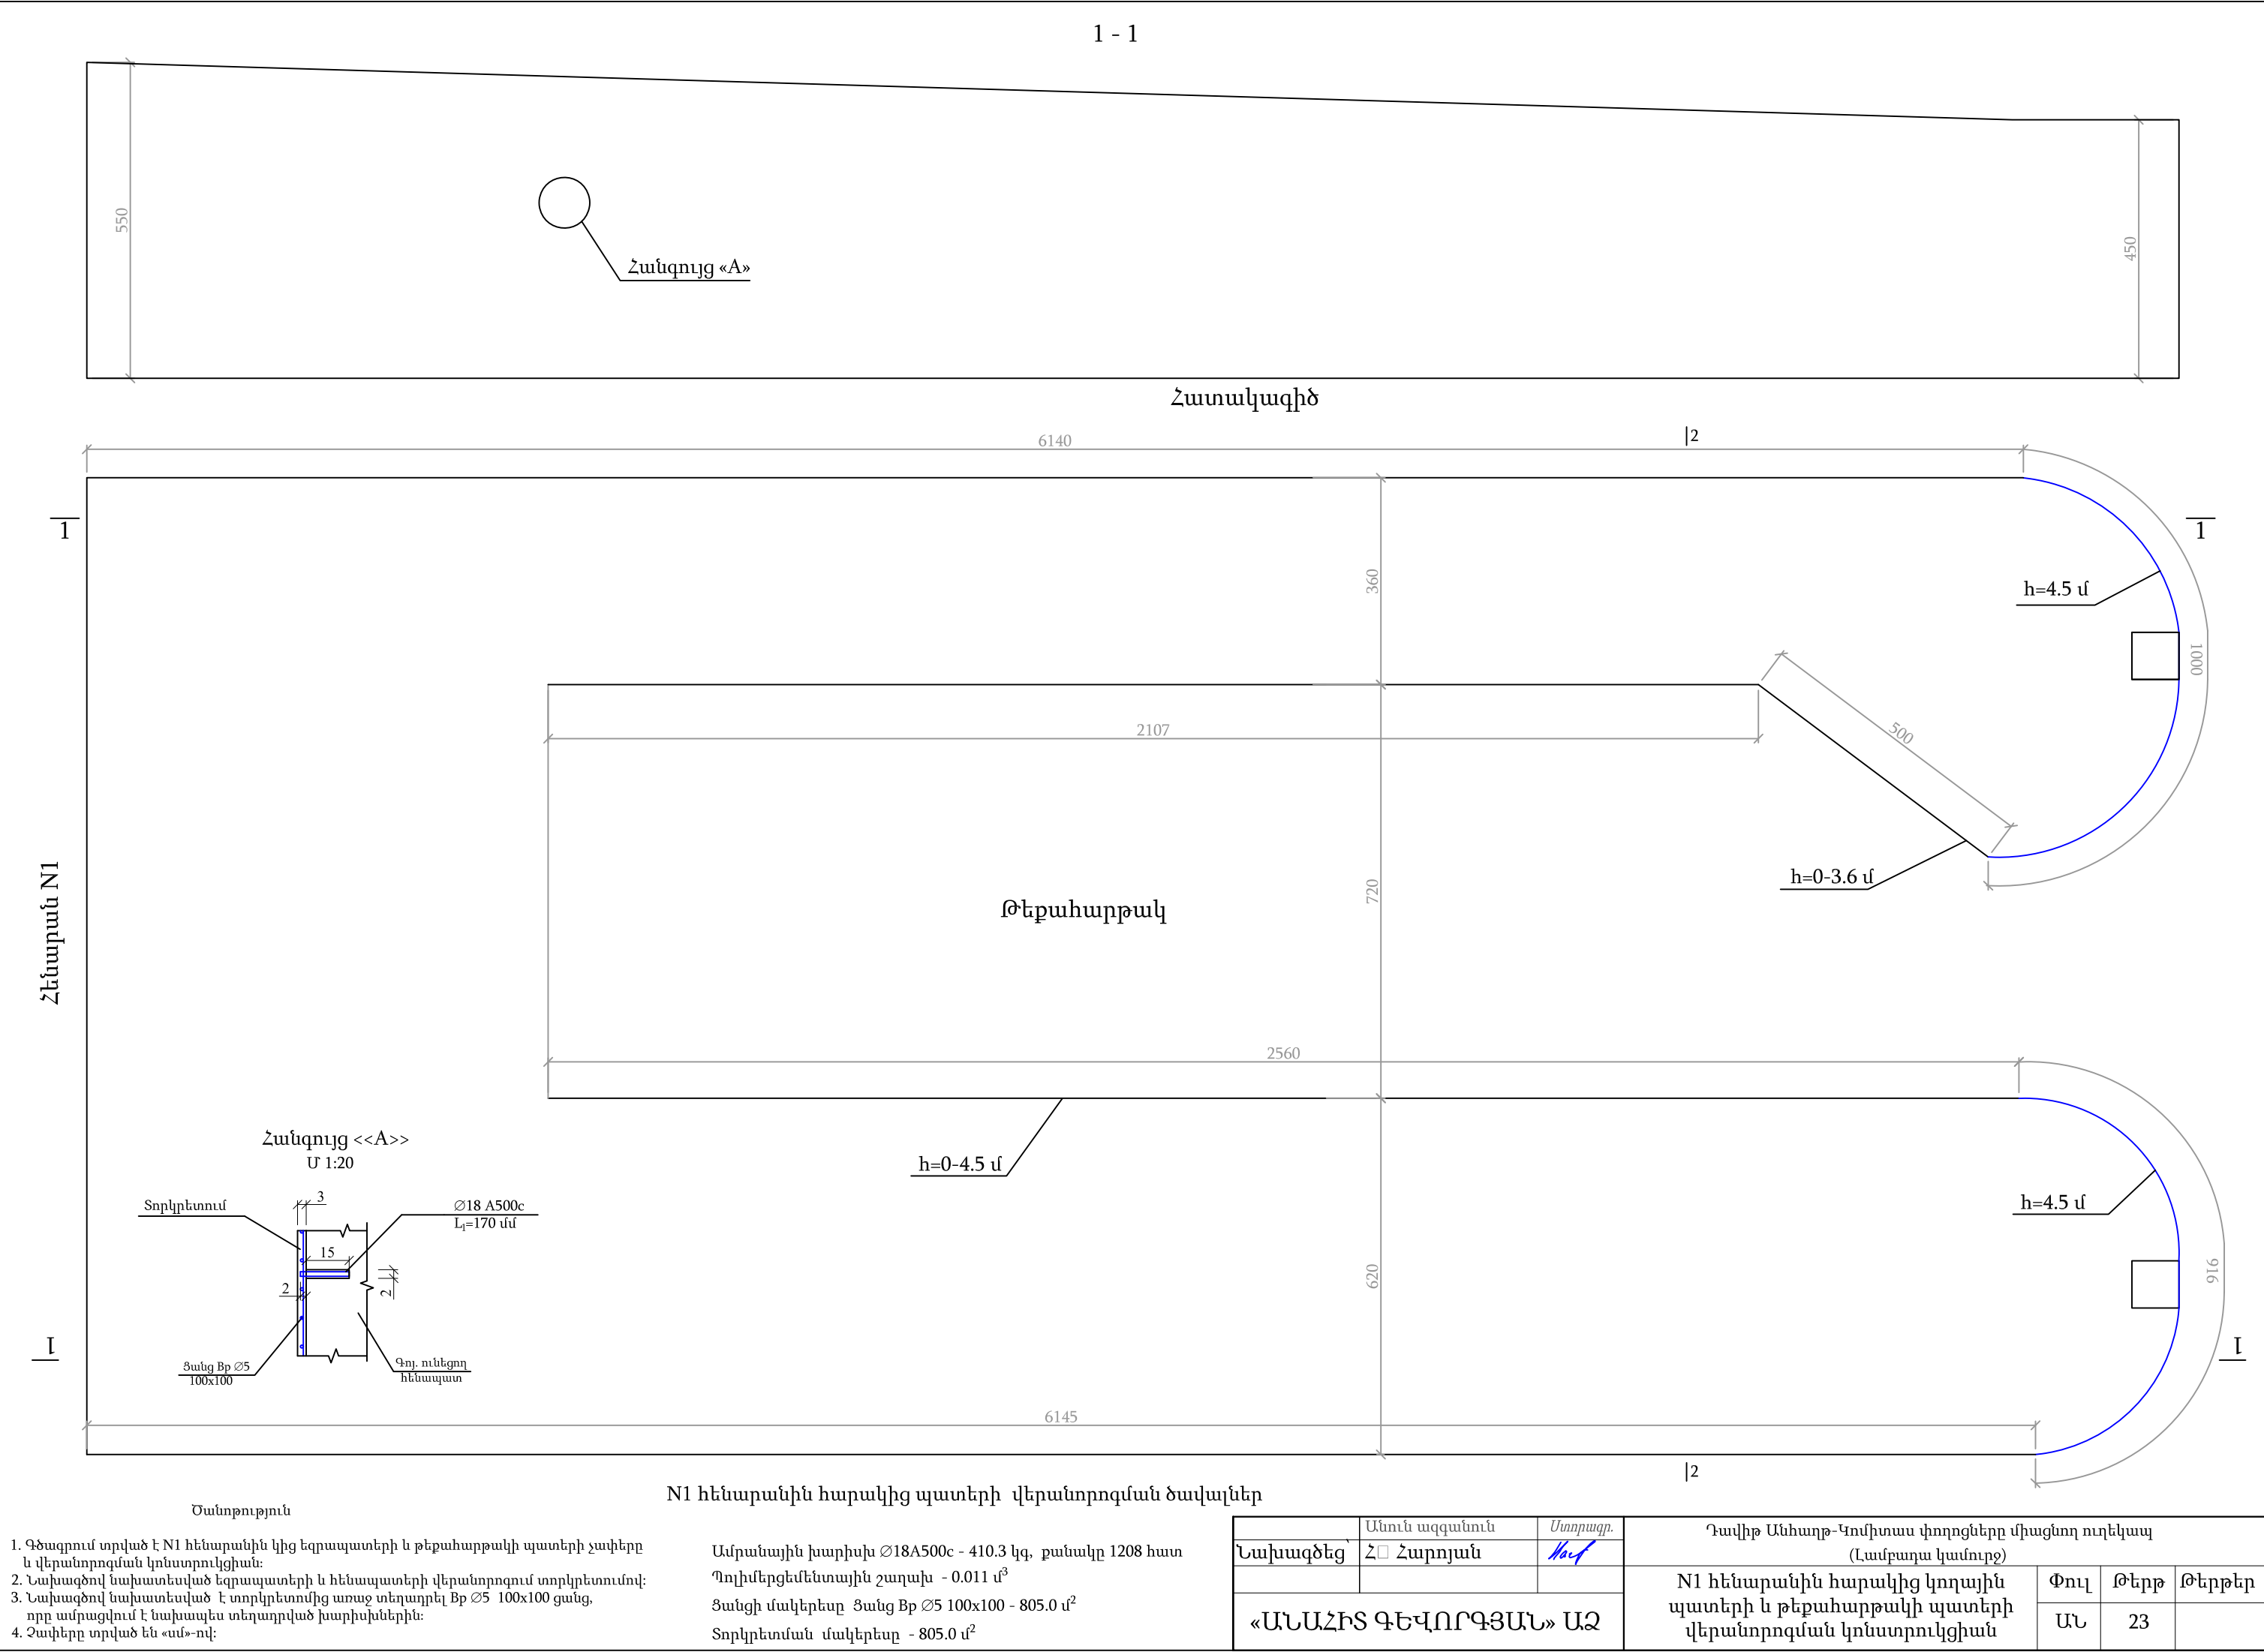 1 - 1
550
Հանգույց «Ա»
450
Հատակագիծ
6140
2
1
1
360
h=4.5 մ
1000
2107
500
h=0-3.6 մ
Հենարան N1
Թեքահարթակ
720
2560
h=0-4.5 մ
Հանգույց <<Ա>>
Մ 1:20
Տորկրետում
3
∅18 A500c
L₁=170 մմ
15
2
2
Ցանց Bp ∅5
100x100
Գոյ. ունեցող
հենապատ
620
h=4.5 մ
916
1
1
6145
2
N1 հենարանին հարակից պատերի վերանորոգման ծավալներ
Ծանոթություն
1. Գծագրում տրված է N1 հենարանին կից եզրապատերի և թեքահարթակի պատերի չափերը
և վերանորոգման կոնստրուկցիան:
2. Նախագծով նախատեսված եզրապատերի և հենապատերի վերանորոգում տորկրետումով:
3. Նախագծով նախատեսված է տորկրետոմից առաջ տեղադրել Bp ∅5 100x100 ցանց,
որը ամրացվում է նախապես տեղադրված խարիսխներին:
4. Չափերը տրված են «սմ»-ով:
Ամրանային խարիսխ ∅18A500c - 410.3 կգ, քանակը 1208 հատ
Պոլիմերցեմենտային շաղախ - 0.011 մ³
Ցանցի մակերեսը Ցանց Bp ∅5 100x100 - 805.0 մ²
Տորկրետման մակերեսը - 805.0 մ²
Անուն ազգանուն Ստորագր.
Նախագծեց՝ Հ Հարոյան
«ԱՆԱՀԻՏ ԳԵՎՈՐԳՅԱՆ» ԱՁ
Դավիթ Անհաղթ-Կոմիտաս փողոցները միացնող ուղեկապ
(Լամբադա կամուրջ)
N1 հենարանին հարակից կողային
պատերի և թեքահարթակի պատերի
վերանորոգման կոնստրուկցիան
Փուլ Թերթ Թերթեր
ԱՆ 23